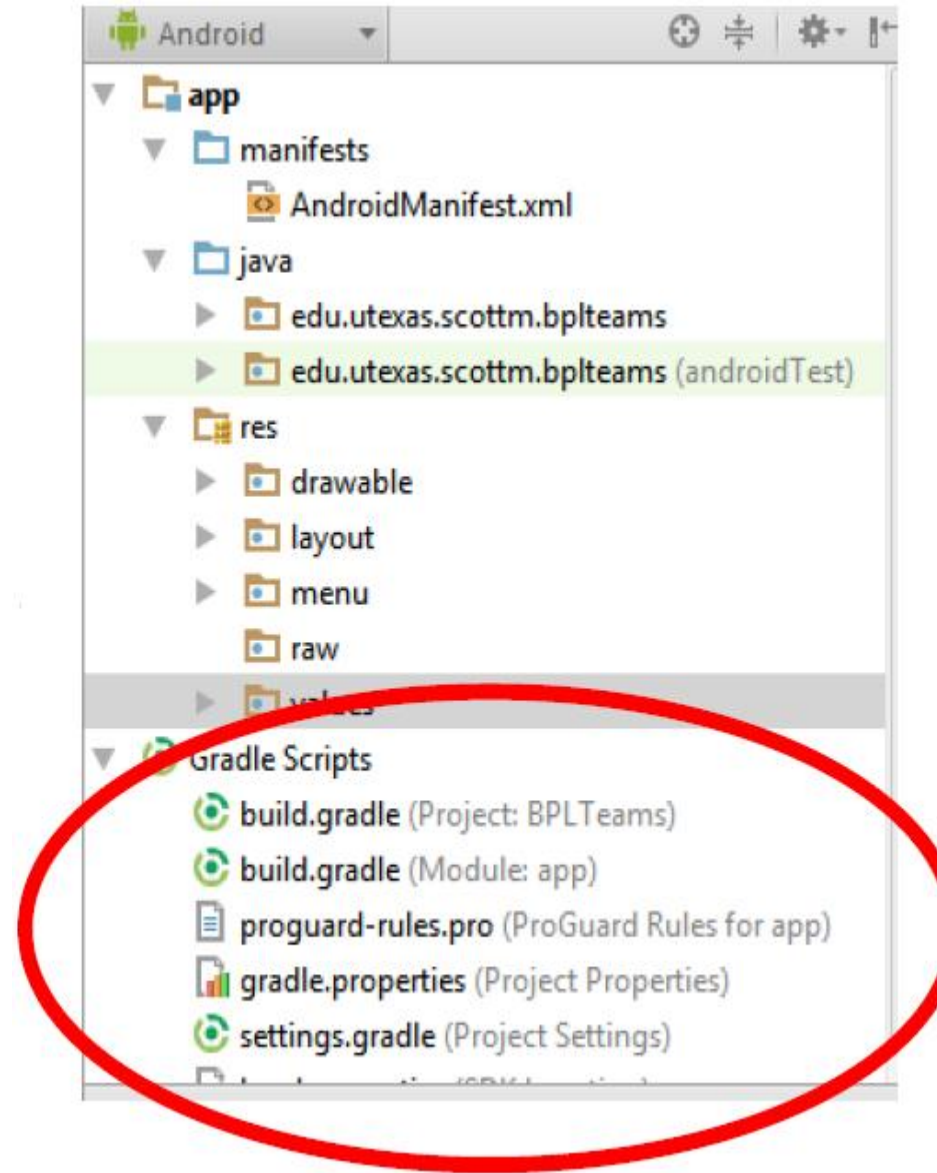 Android
app
manifests
AndroidManifest.xml
java
edu.utexas.scottm.bplteams
edu.utexas.scottm.bplteams (androidTest)
res
drawable
layout
menu
raw
values
Gradle Scripts
build.gradle (Project: BPLTeams)
build.gradle (Module: app)
proguard-rules.pro (ProGuard Rules for app)
gradle.properties (Project Properties)
settings.gradle (Project Settings)